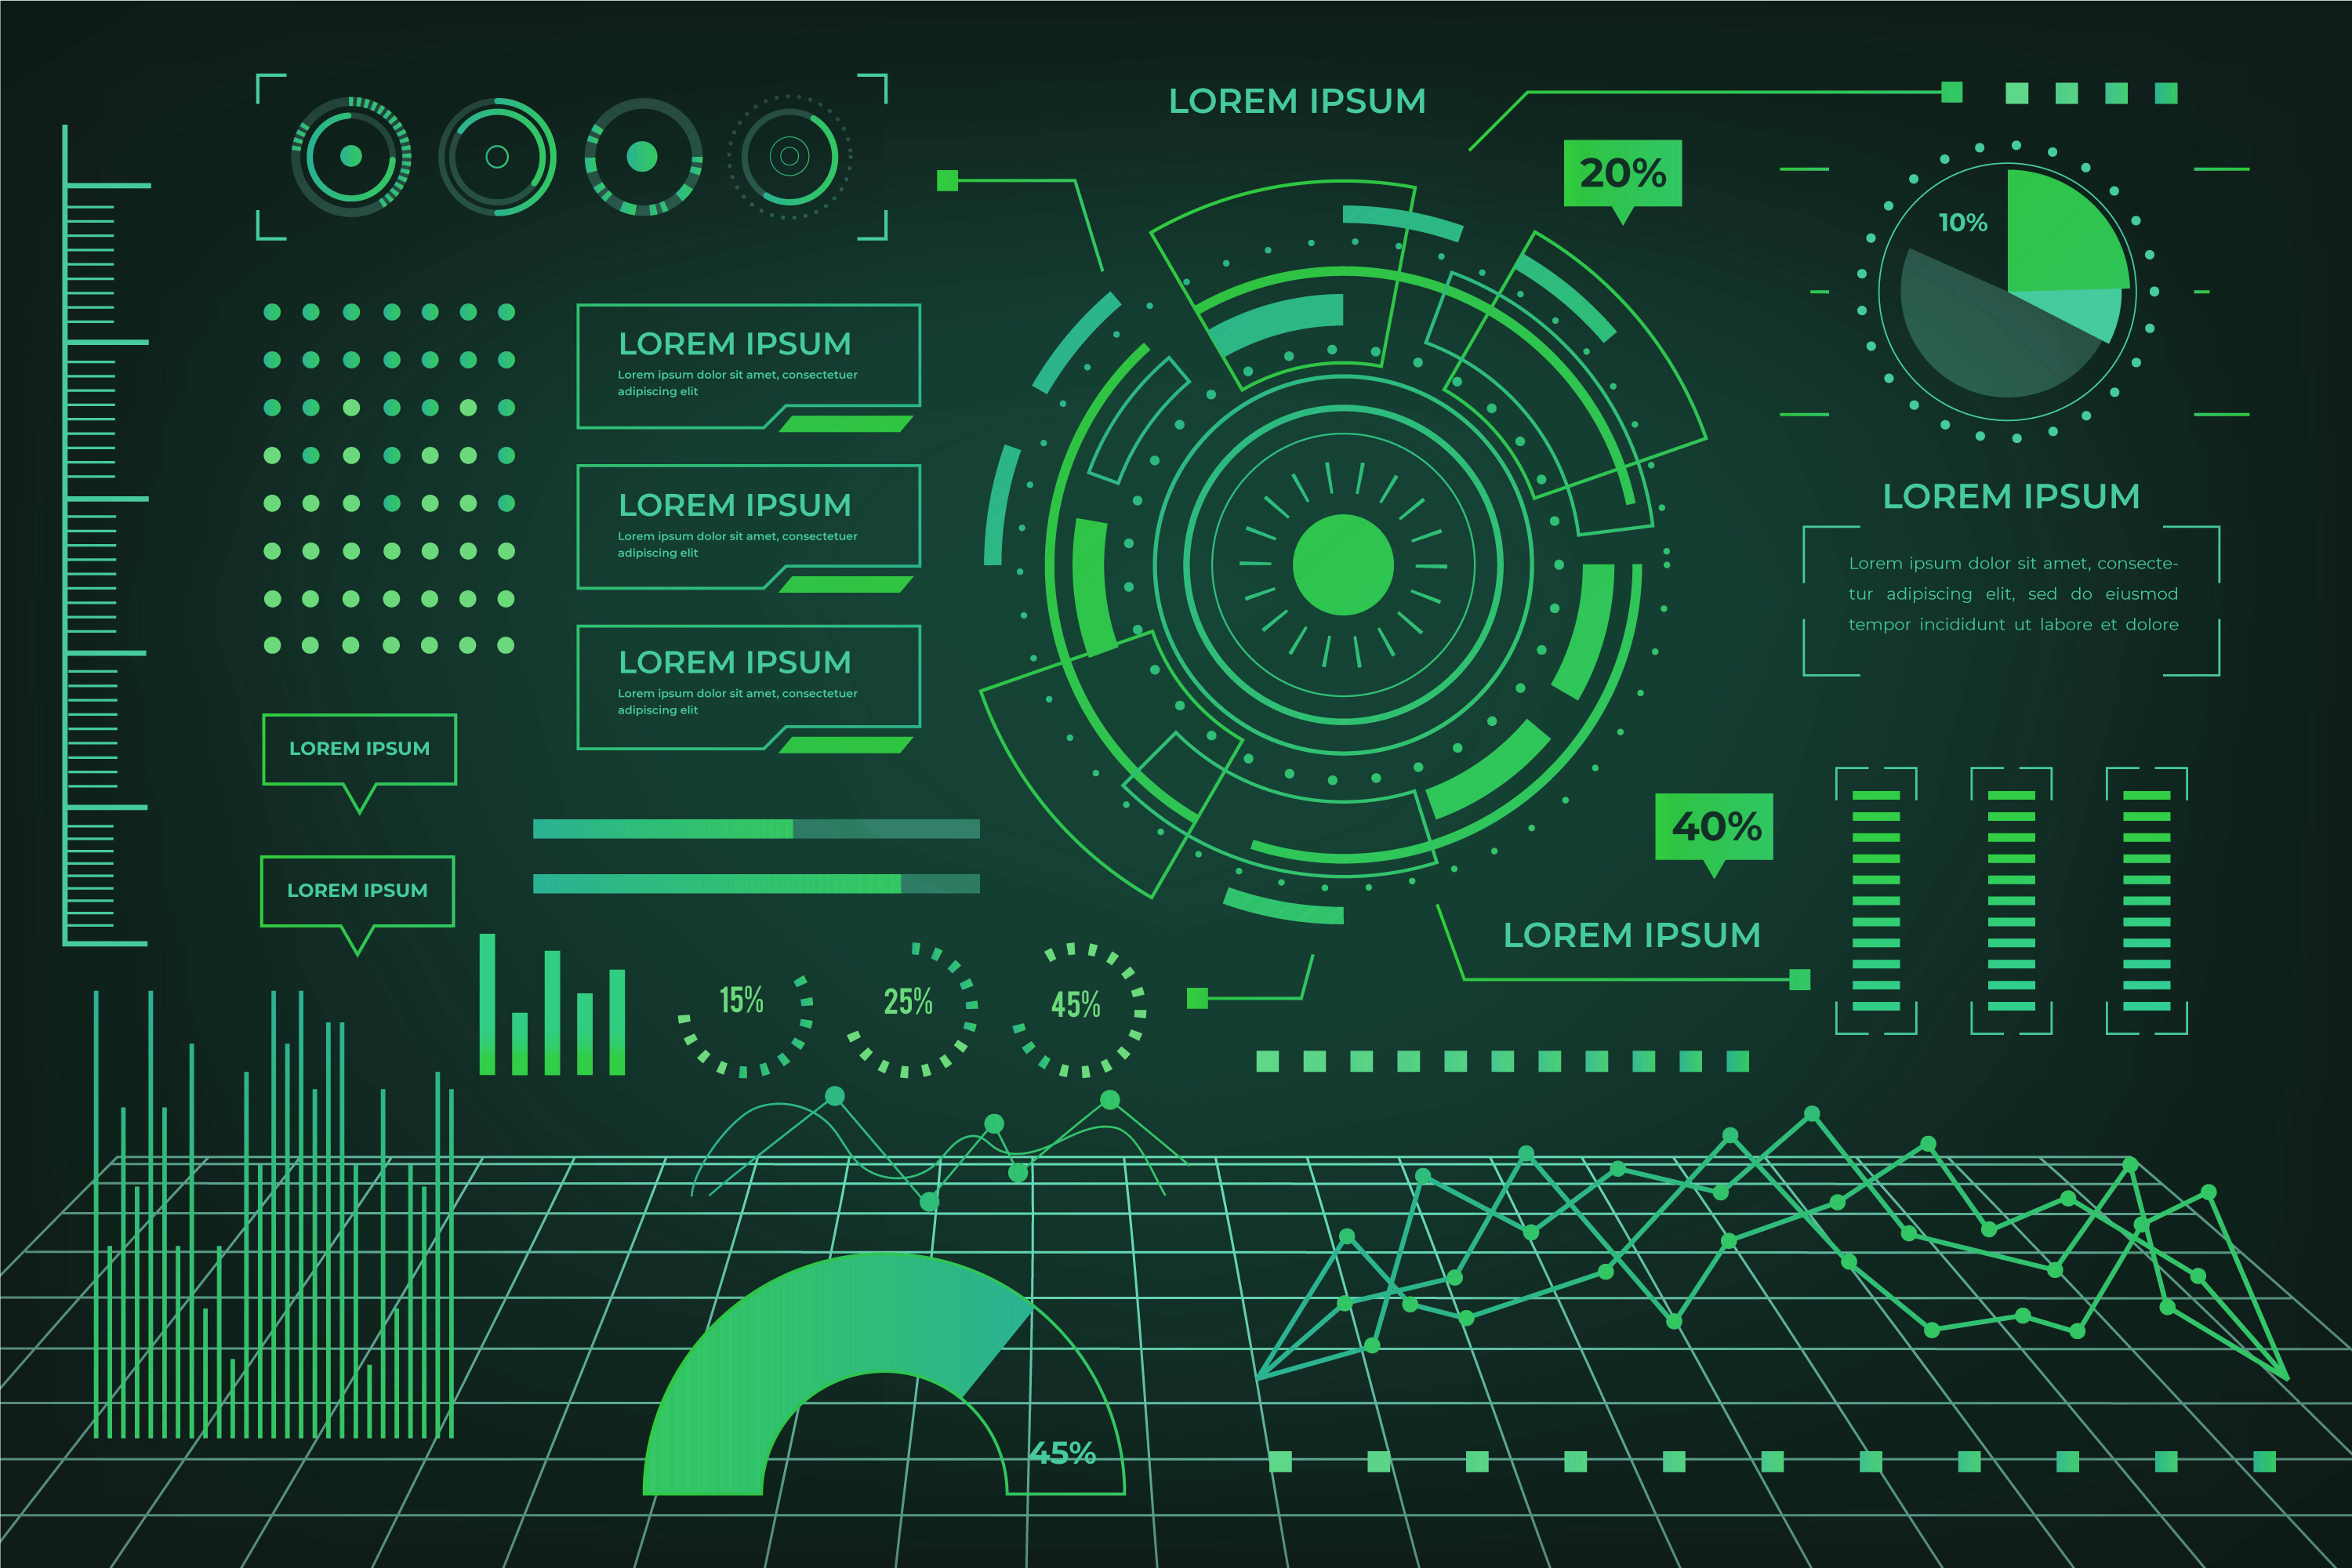 LOREM IPSUM
20%
10%
LOREM IPSUM
Lorem ipsum dolor sit amet, consectetuer
adipiscing elit
LOREM IPSUM
Lorem ipsum dolor sit amet, consectetuer
adipiscing elit
LOREM IPSUM
Lorem ipsum dolor sit amet, consectetuer
adipiscing elit
LOREM IPSUM
Lorem ipsum dolor sit amet, consecte-
tur adipiscing elit, sed do eiusmod
tempor incididunt ut labore et dolore
LOREM IPSUM
LOREM IPSUM
40%
LOREM IPSUM
15%
25%
45%
45%